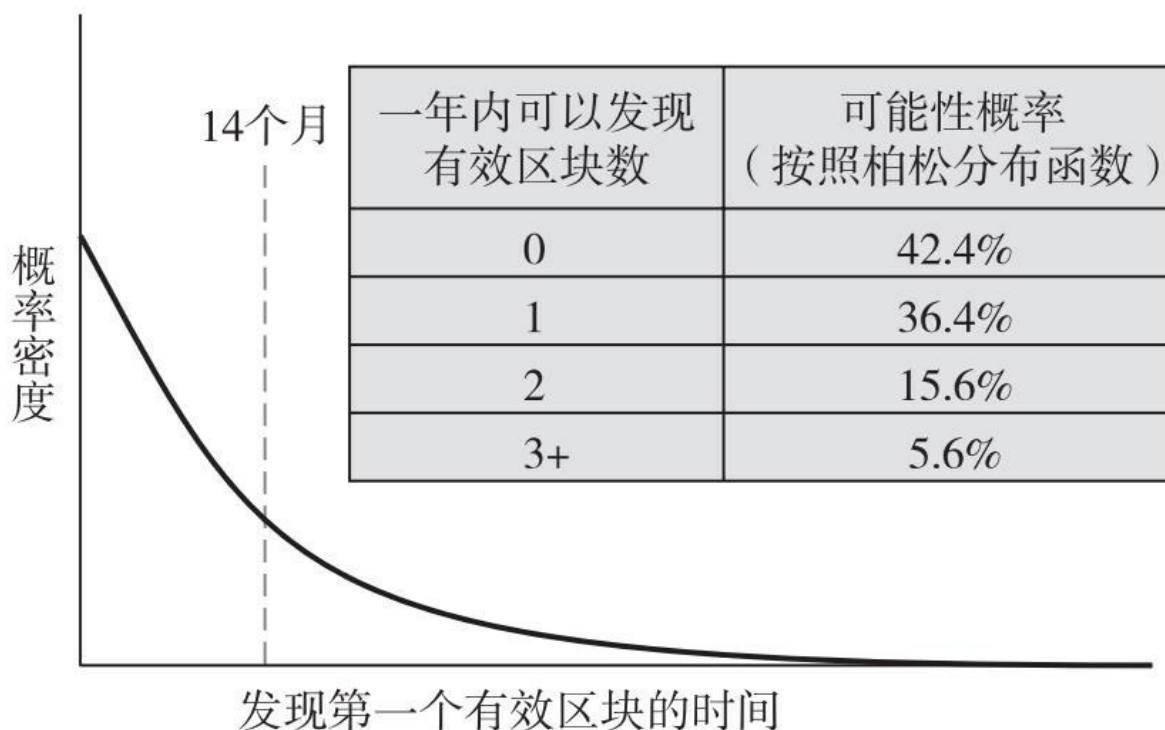 14个月
一年内可以发现
有效区块数
可能性概率
（按照柏松分布函数）
0
42.4%
1
36.4%
2
15.6%
3+
5.6%
概率密度
发现第一个有效区块的时间